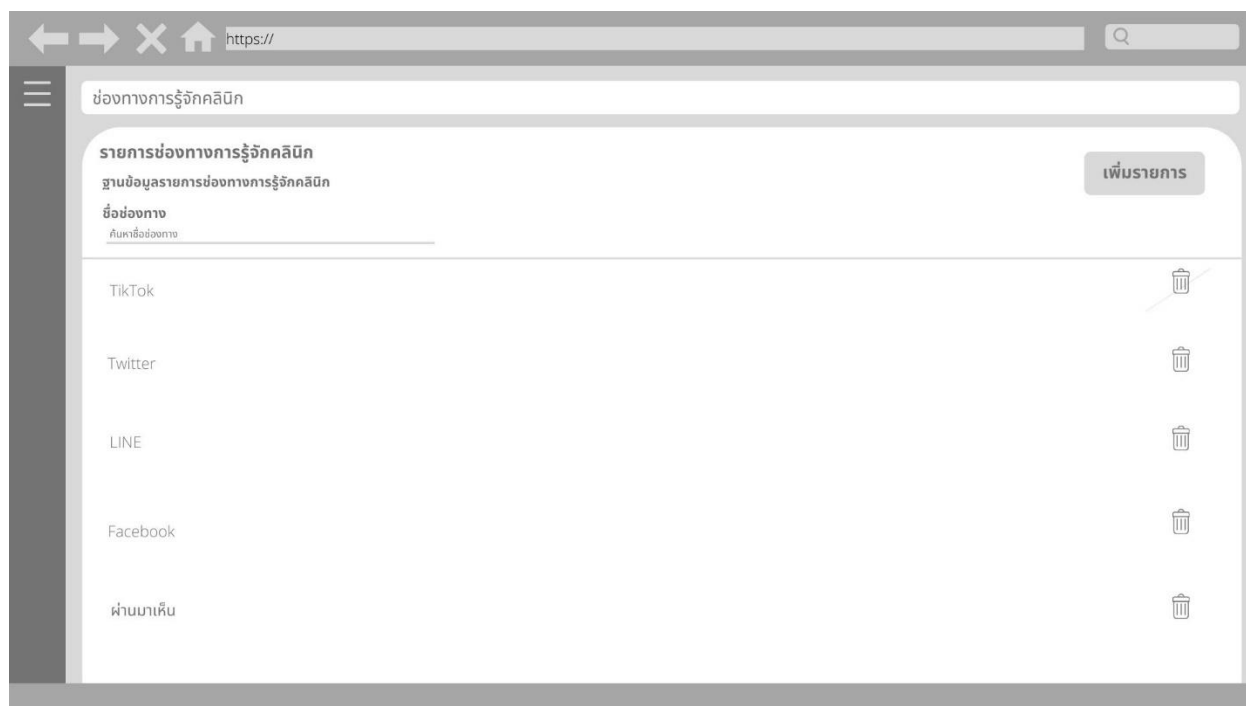 https://
ช่องทางการรู้จักคลินิก
รายการช่องทางการรู้จักคลินิก
ฐานข้อมูลรายการช่องทางการรู้จักคลินิก
เพิ่มรายการ
ชื่อช่องทาง
ค้นหาชื่อช่องทาง
TikTok
Twitter
LINE
Facebook
ผ่านมาเห็น